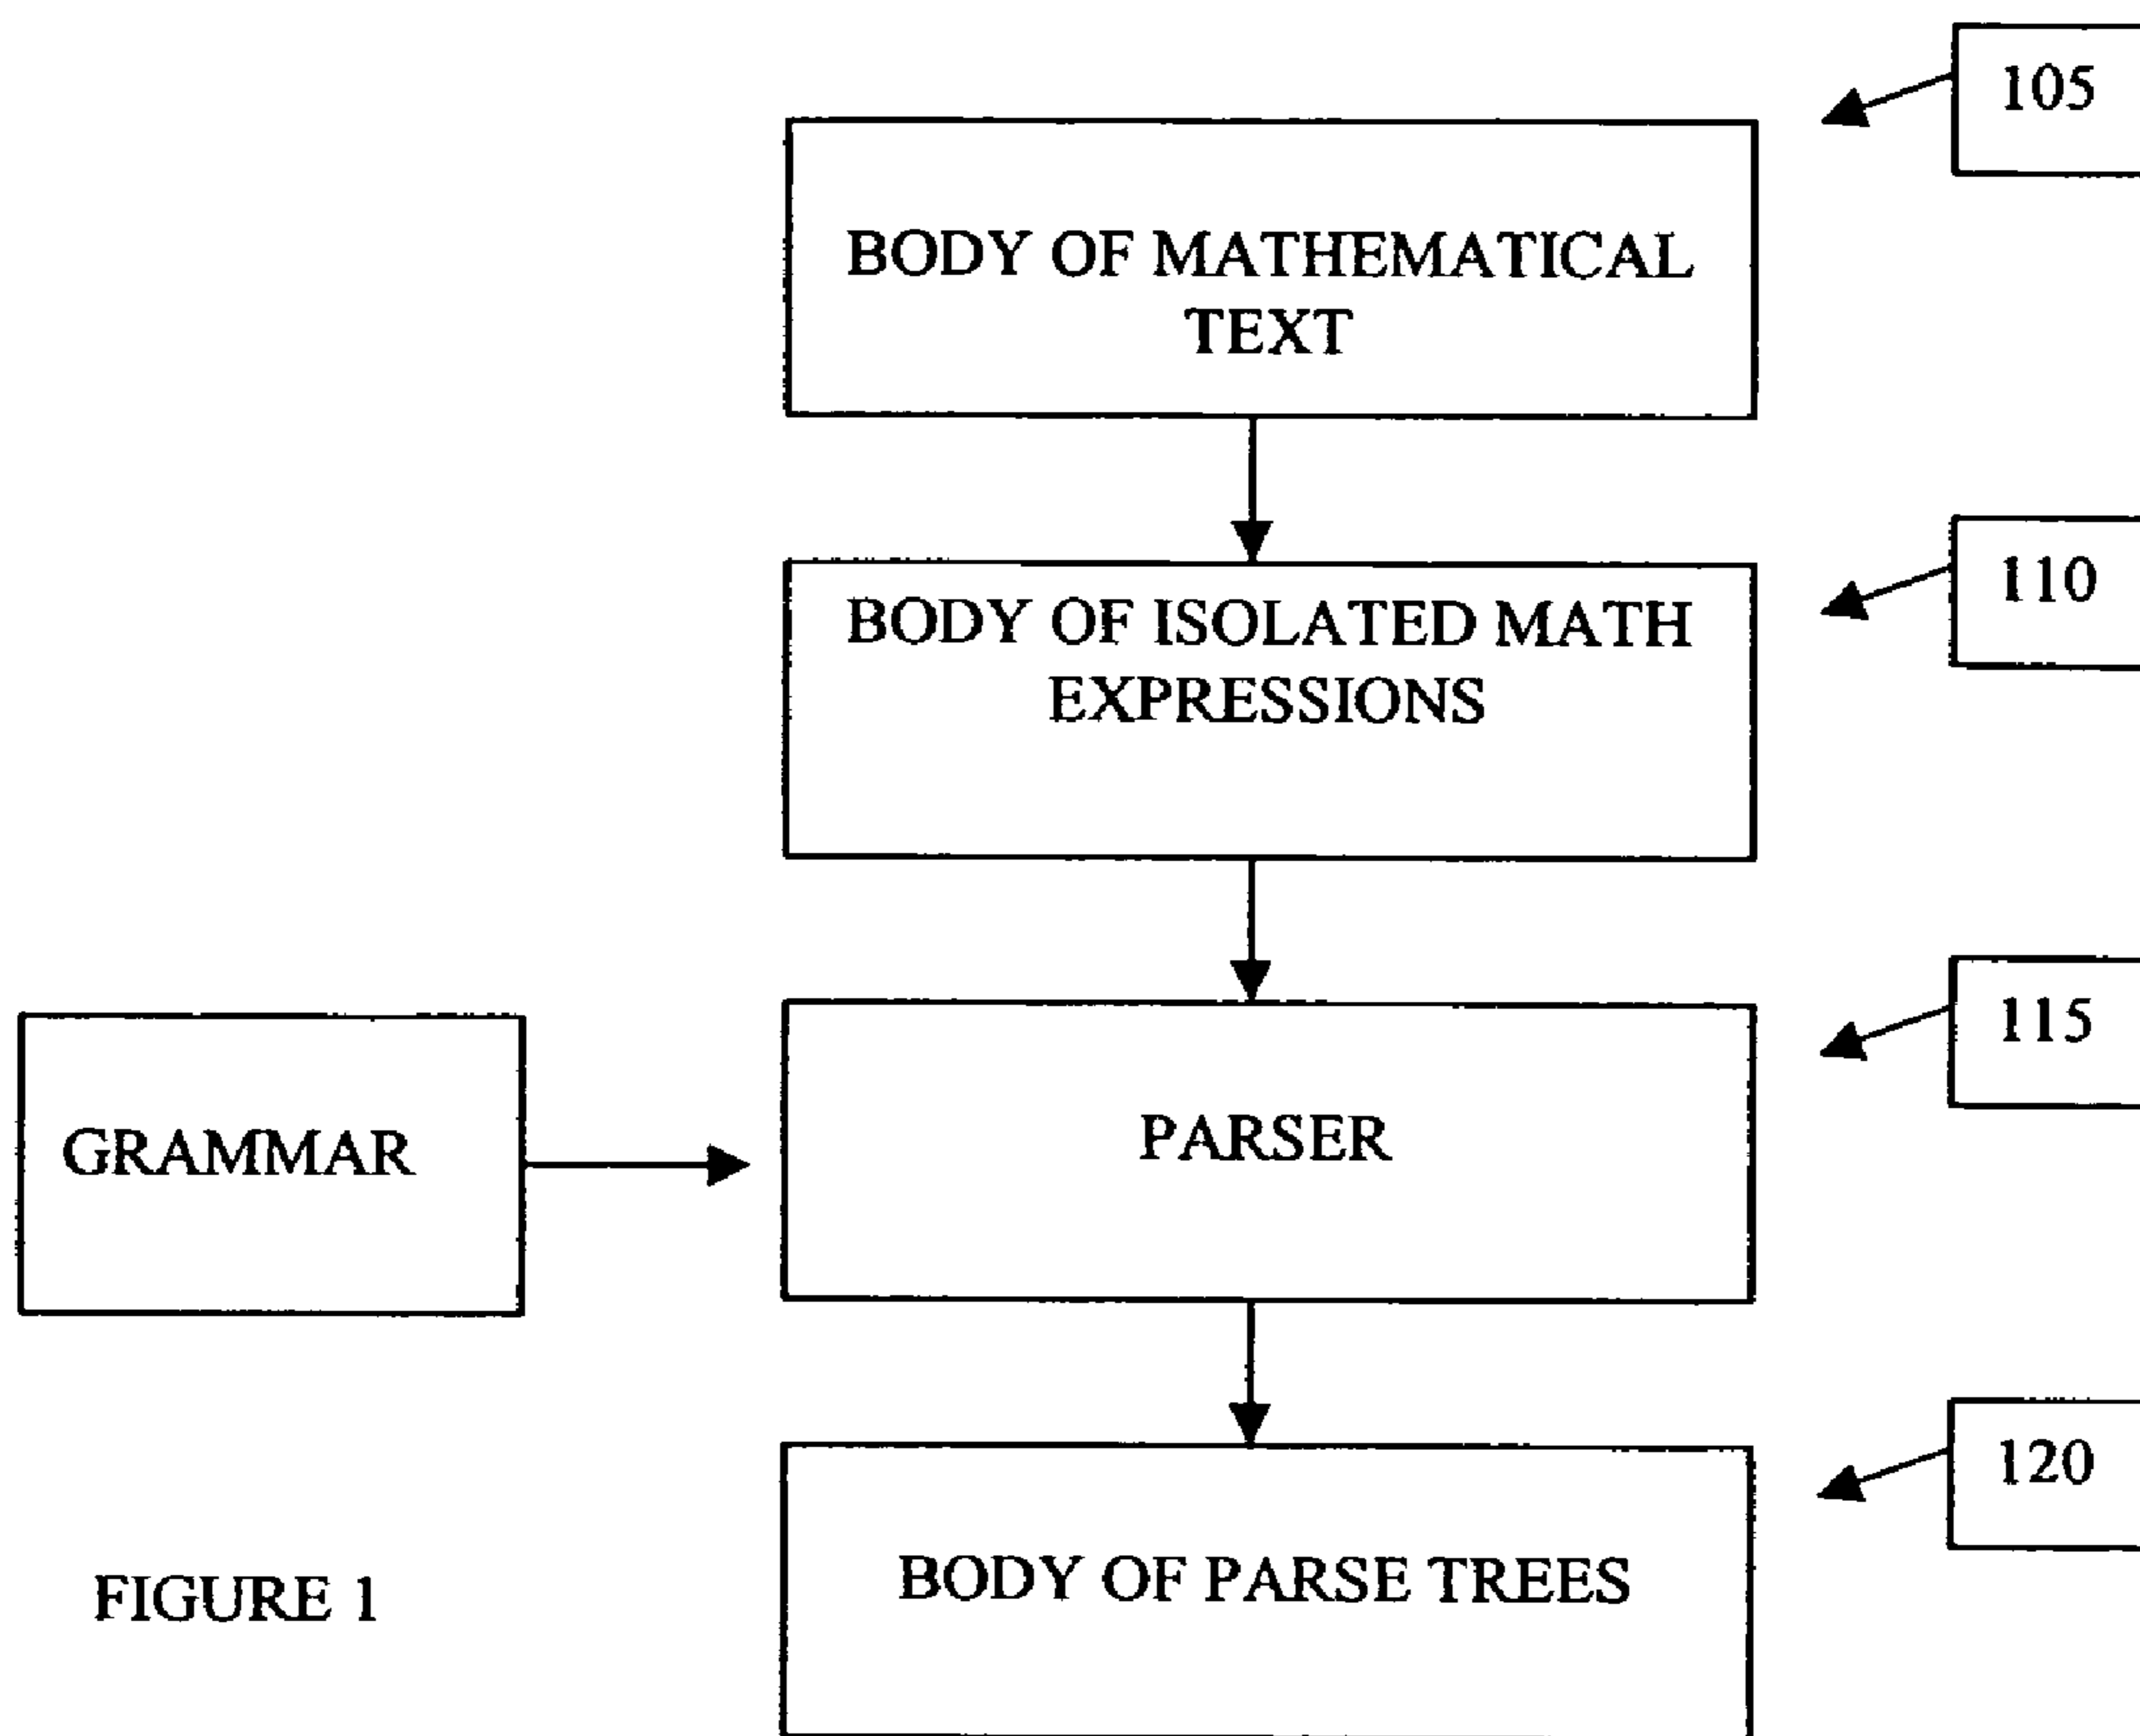 105
BODY OF MATHEMATICAL
TEXT
110
BODY OF ISOLATED MATH
EXPRESSIONS
115
GRAMMAR
PARSER
120
BODY OF PARSE TREES
FIGURE 1